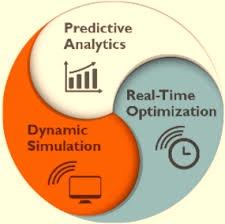 Predictive
Analytics
Real-Time
Optimization
Dynamic
Simulation